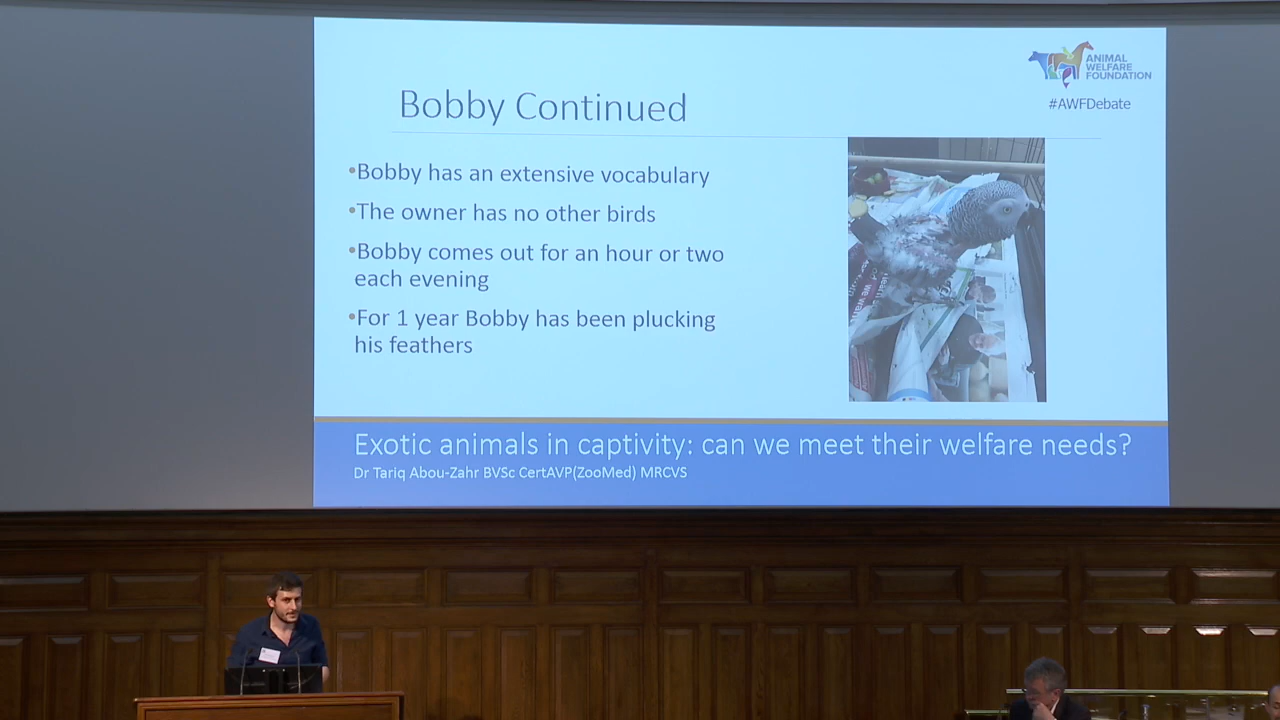 ANIMAL
WELFARE
FOUNDATION
#AWFDebate
Bobby Continued
•Bobby has an extensive vocabulary
•The owner has no other birds
•Bobby comes out for an hour or two
each evening
•For 1 year Bobby has been plucking
his feathers
Exotic animals in captivity: can we meet their welfare needs?
Dr Tariq Abou-Zahr BVSc CertAVP(ZooMed) MRCVS